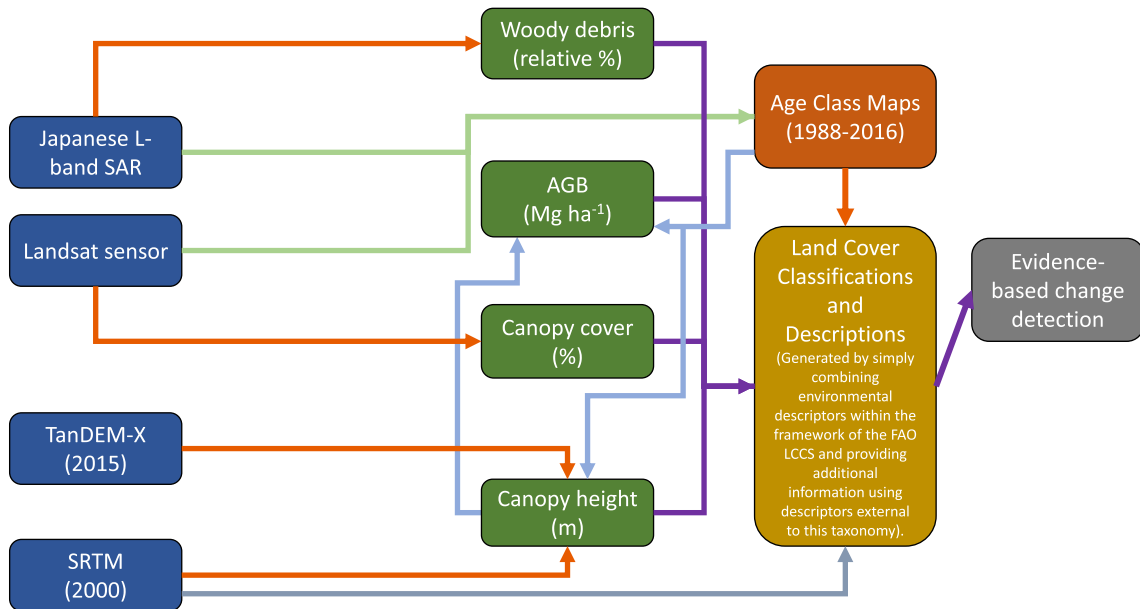 Woody debris
(relative %)
Age Class Maps
(1988-2016)
Japanese L-
band SAR
AGB
(Mg ha⁻¹)
Landsat sensor
Land Cover
Classifications
and
Descriptions
(Generated by simply
combining
environmental
descriptors within the
framework of the FAO
LCCS and providing
additional
information using
descriptors external
to this taxonomy).
Evidence-
based change
detection
Canopy cover
(%)
TanDEM-X
(2015)
Canopy height
(m)
SRTM
(2000)